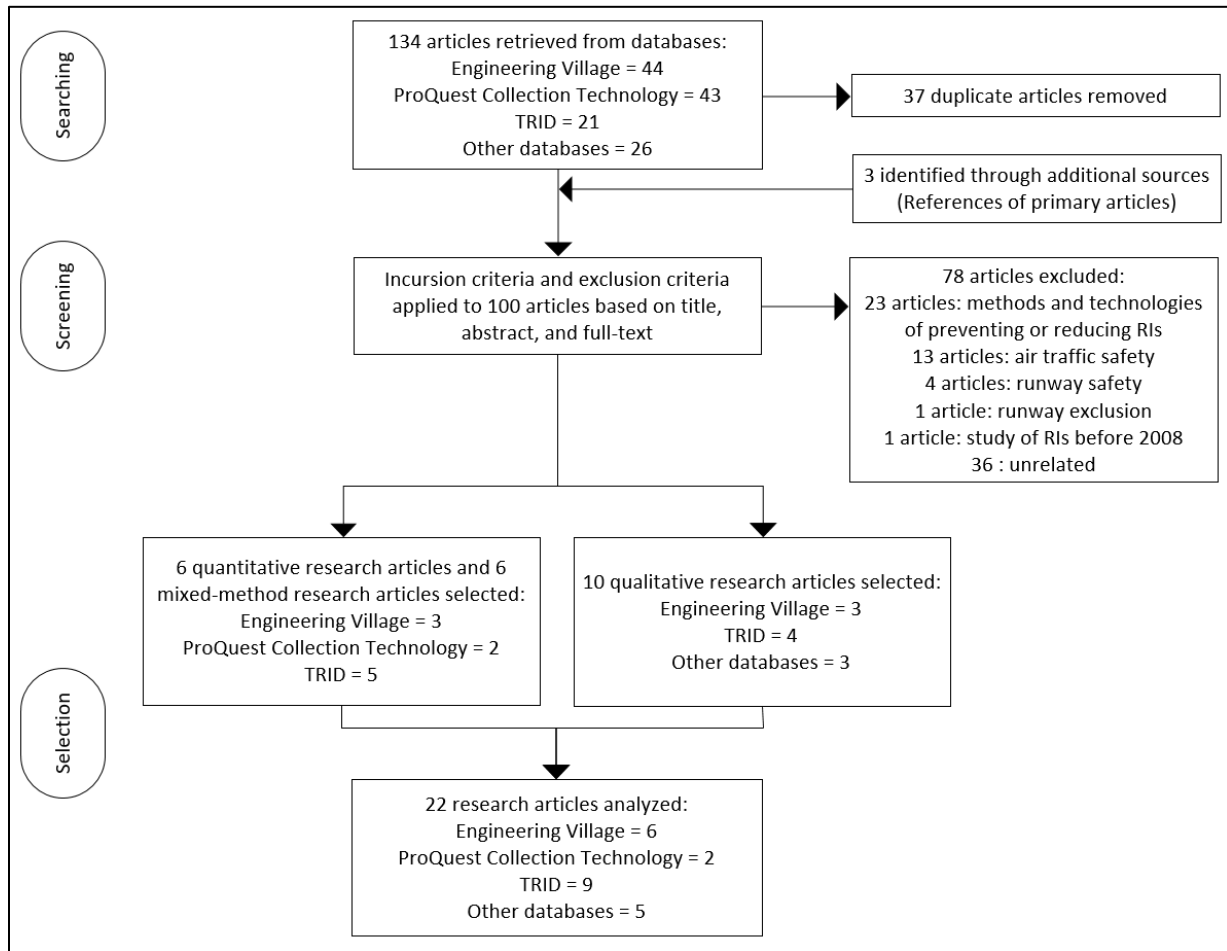 Searching
134 articles retrieved from databases:
Engineering Village = 44
ProQuest Collection Technology = 43
TRID = 21
Other databases = 26
37 duplicate articles removed
3 identified through additional sources
(References of primary articles)
Screening
Incursion criteria and exclusion criteria
applied to 100 articles based on title,
abstract, and full-text
78 articles excluded:
23 articles: methods and technologies
of preventing or reducing RIs
13 articles: air traffic safety
4 articles: runway safety
1 article: runway exclusion
1 article: study of RIs before 2008
36 : unrelated
Selection
6 quantitative research articles and 6
mixed-method research articles selected:
Engineering Village = 3
ProQuest Collection Technology = 2
TRID = 5
10 qualitative research articles selected:
Engineering Village = 3
TRID = 4
Other databases = 3
22 research articles analyzed:
Engineering Village = 6
ProQuest Collection Technology = 2
TRID = 9
Other databases = 5